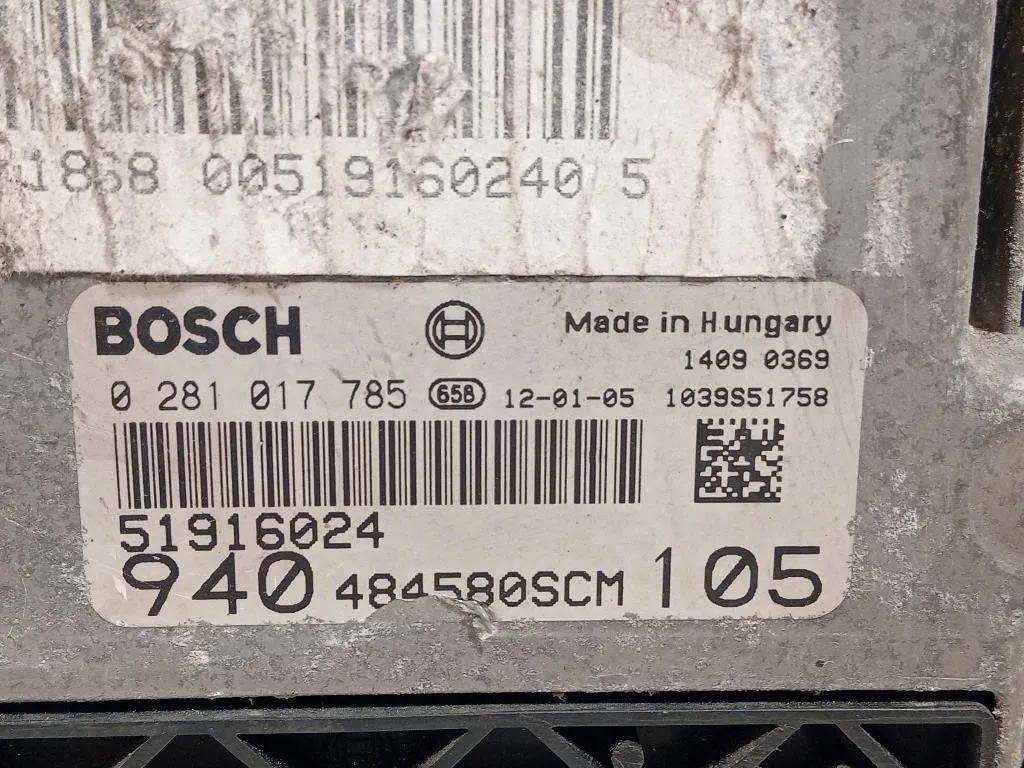 1868 00519160240 5
BOSCH
Made in Hungary
1409 0369
0 281 017 785 658 12-01-05 1039S51758
51916024
940 484580SCM 105